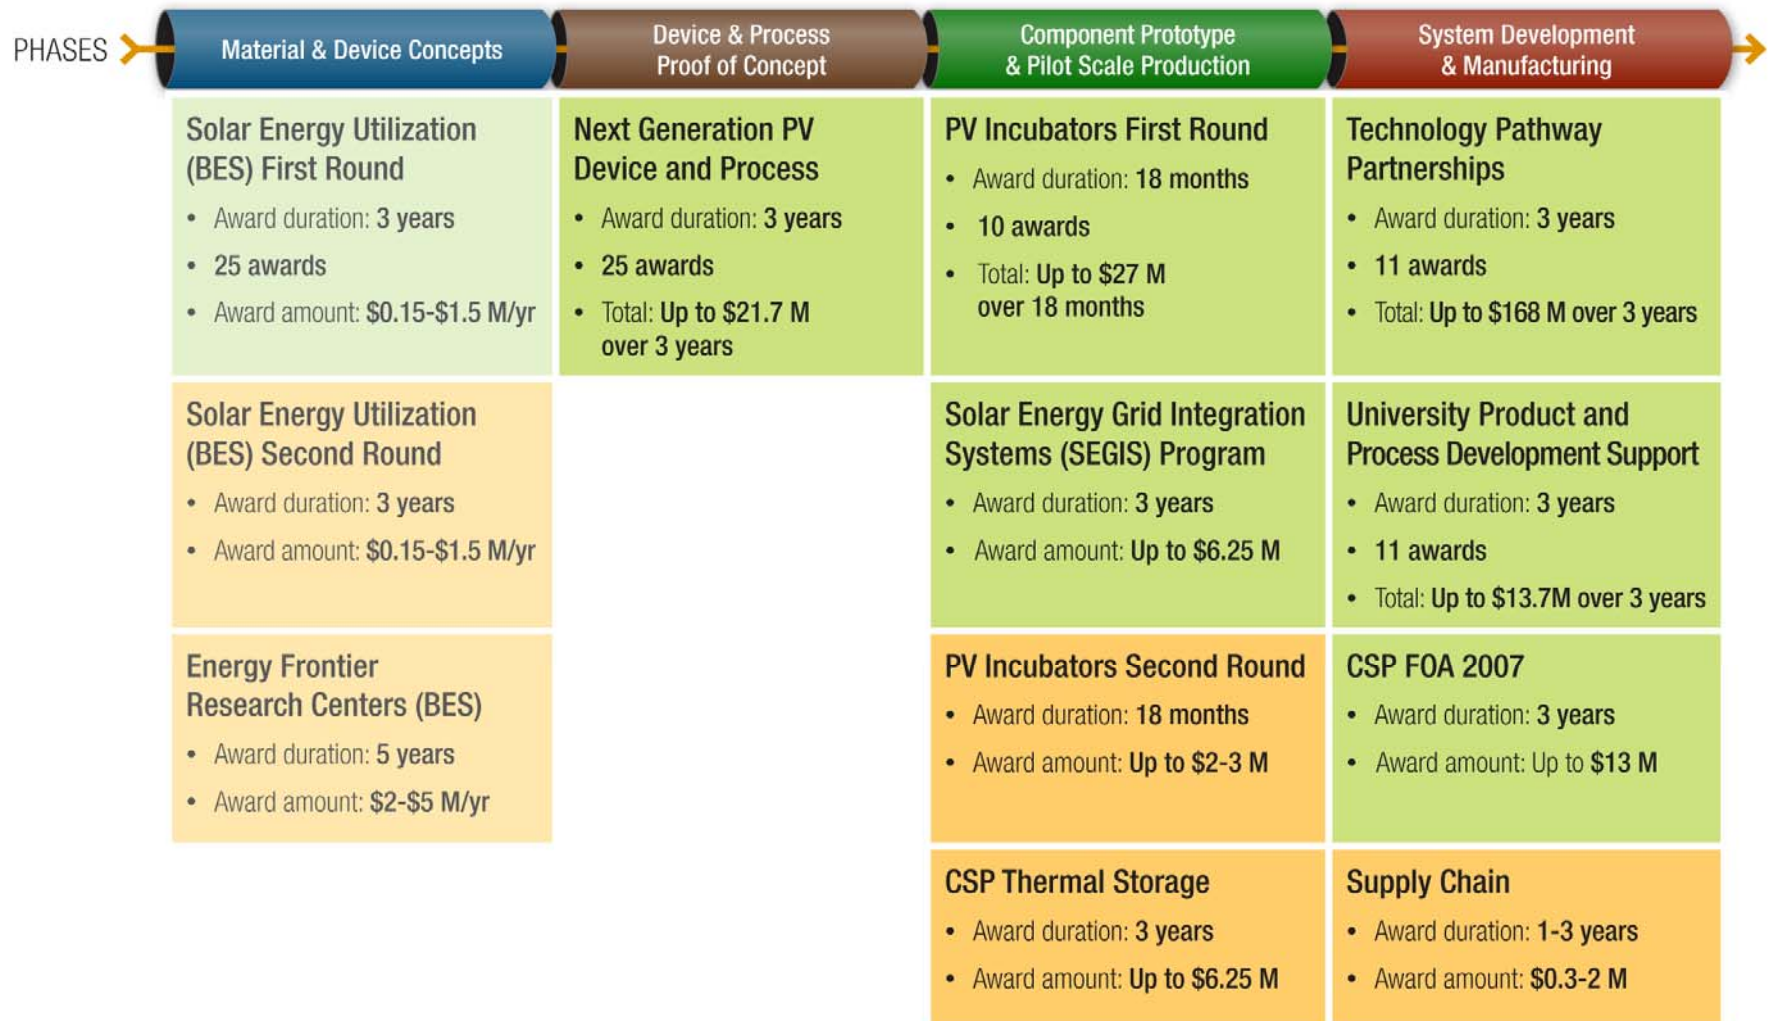 PHASES
Material & Device Concepts
Device & Process
Proof of Concept
Component Prototype
& Pilot Scale Production
System Development
& Manufacturing
Solar Energy Utilization
(BES) First Round
• Award duration: 3 years
• 25 awards
• Award amount: $0.15-$1.5 M/yr
Solar Energy Utilization
(BES) Second Round
• Award duration: 3 years
• Award amount: $0.15-$1.5 M/yr
Energy Frontier
Research Centers (BES)
• Award duration: 5 years
• Award amount: $2-$5 M/yr
Next Generation PV
Device and Process
• Award duration: 3 years
• 25 awards
• Total: Up to $21.7 M
over 3 years
PV Incubators First Round
• Award duration: 18 months
• 10 awards
• Total: Up to $27 M
over 18 months
Solar Energy Grid Integration
Systems (SEGIS) Program
• Award duration: 3 years
• Award amount: Up to $6.25 M
PV Incubators Second Round
• Award duration: 18 months
• Award amount: Up to $2-3 M
CSP Thermal Storage
• Award duration: 3 years
• Award amount: Up to $6.25 M
Technology Pathway
Partnerships
• Award duration: 3 years
• 11 awards
• Total: Up to $168 M over 3 years
University Product and
Process Development Support
• Award duration: 3 years
• 11 awards
• Total: Up to $13.7M over 3 years
CSP FOA 2007
• Award duration: 3 years
• Award amount: Up to $13 M
Supply Chain
• Award duration: 1-3 years
• Award amount: $0.3-2 M